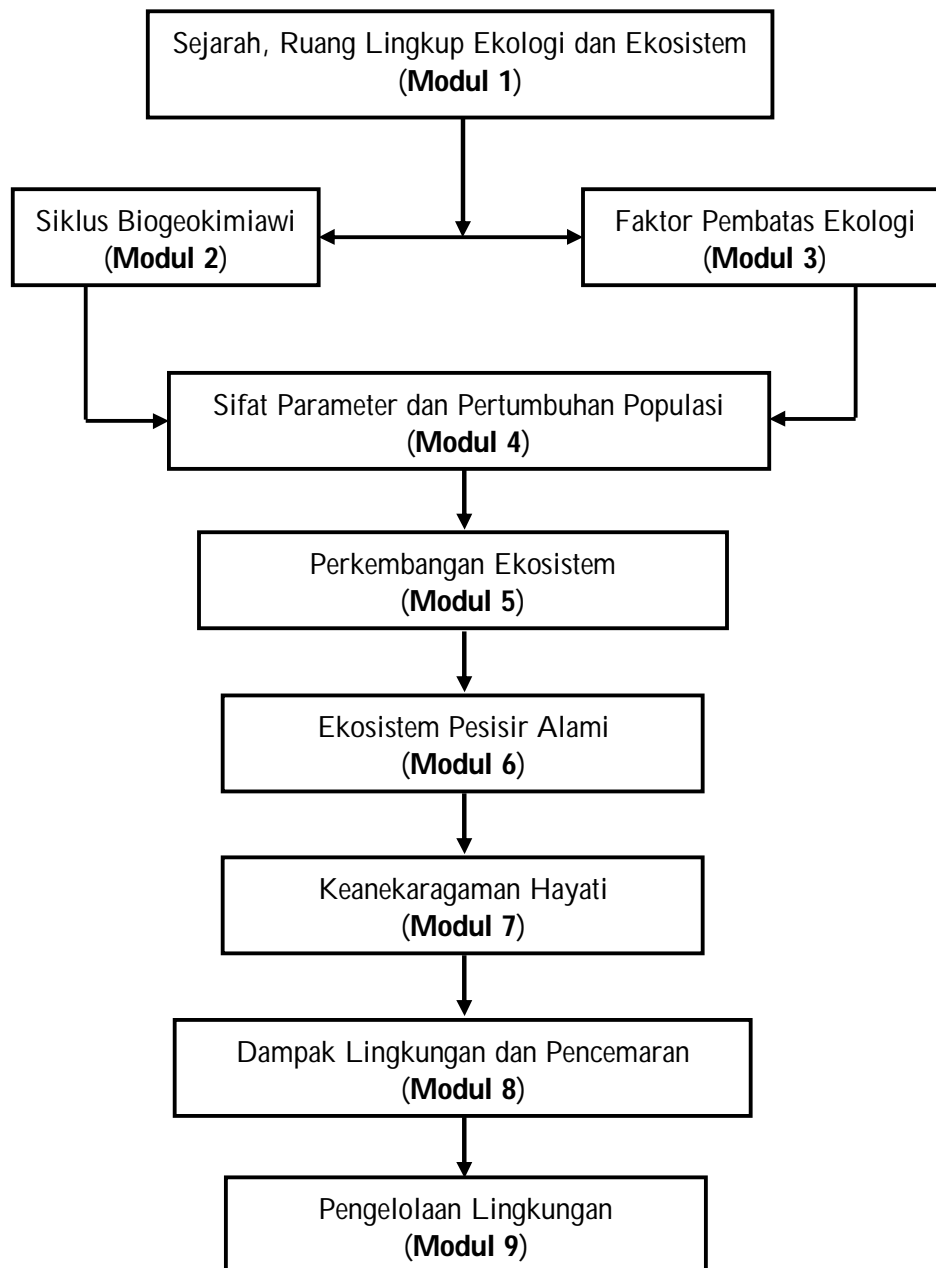 Sejarah, Ruang Lingkup Ekologi dan Ekosistem
(Modul 1)
Siklus Biogeokimiawi
(Modul 2)
Faktor Pembatas Ekologi
(Modul 3)
Sifat Parameter dan Pertumbuhan Populasi
(Modul 4)
Perkembangan Ekosistem
(Modul 5)
Ekosistem Pesisir Alami
(Modul 6)
Keanekaragaman Hayati
(Modul 7)
Dampak Lingkungan dan Pencemaran
(Modul 8)
Pengelolaan Lingkungan
(Modul 9)